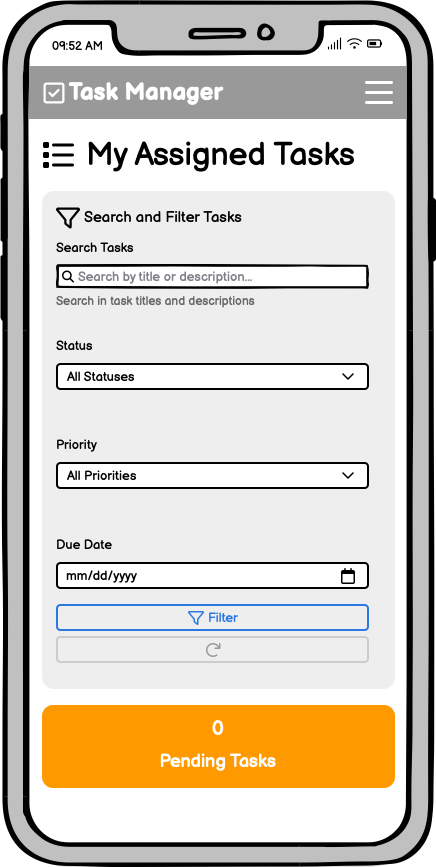 09:52 AM
Task Manager
My Assigned Tasks
Search and Filter Tasks
Search Tasks
Search by title or description...
Search in task titles and descriptions
Status
All Statuses
Priority
All Priorities
Due Date
mm/dd/yyyy
Filter
0
Pending Tasks